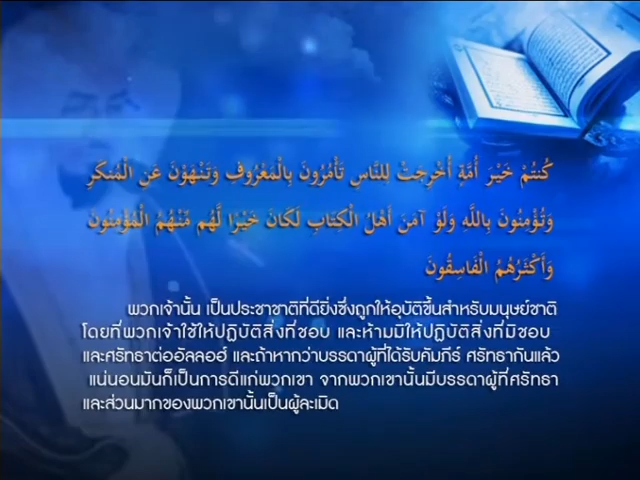 كُنتُمْ خَيْرَ أُمَّةٍ أُخْرِجَتْ لِلنَّاسِ تَأْمُرُونَ بِالْمَعْرُوفِ وَتَنْهَوْنَ عَنِ الْمُنكَرِ
وَتُؤْمِنُونَ بِاللَّهِ وَلَوْ آمَنَ أَهْلُ الْكِتَابِ لَكَانَ خَيْرًا لَّهُم مِّنْهُمُ الْمُؤْمِنُونَ
وَأَكْثَرُهُمُ الْفَاسِقُونَ
พวกเจ้านั้น เป็นประชาชาติที่ดียิ่งซึ่งถูกให้อุบัติขึ้นสำหรับมนุษย์ชาติ
โดยที่พวกเจ้าใช้ให้ปฏิบัติสิ่งที่ชอบ และห้ามมิให้ปฏิบัติสิ่งที่มิชอบ
และศรัทธาต่ออัลลอฮ์ และถ้าหากว่าบรรดาผู้ที่ได้รับคัมภีร์ ศรัทธากันแล้ว
แน่นอนมันก็เป็นการดีแก่พวกเขา จากพวกเขานั้นมีบรรดาผู้ที่ศรัทธา
และส่วนมากของพวกเขานั้นเป็นผู้ละเมิด